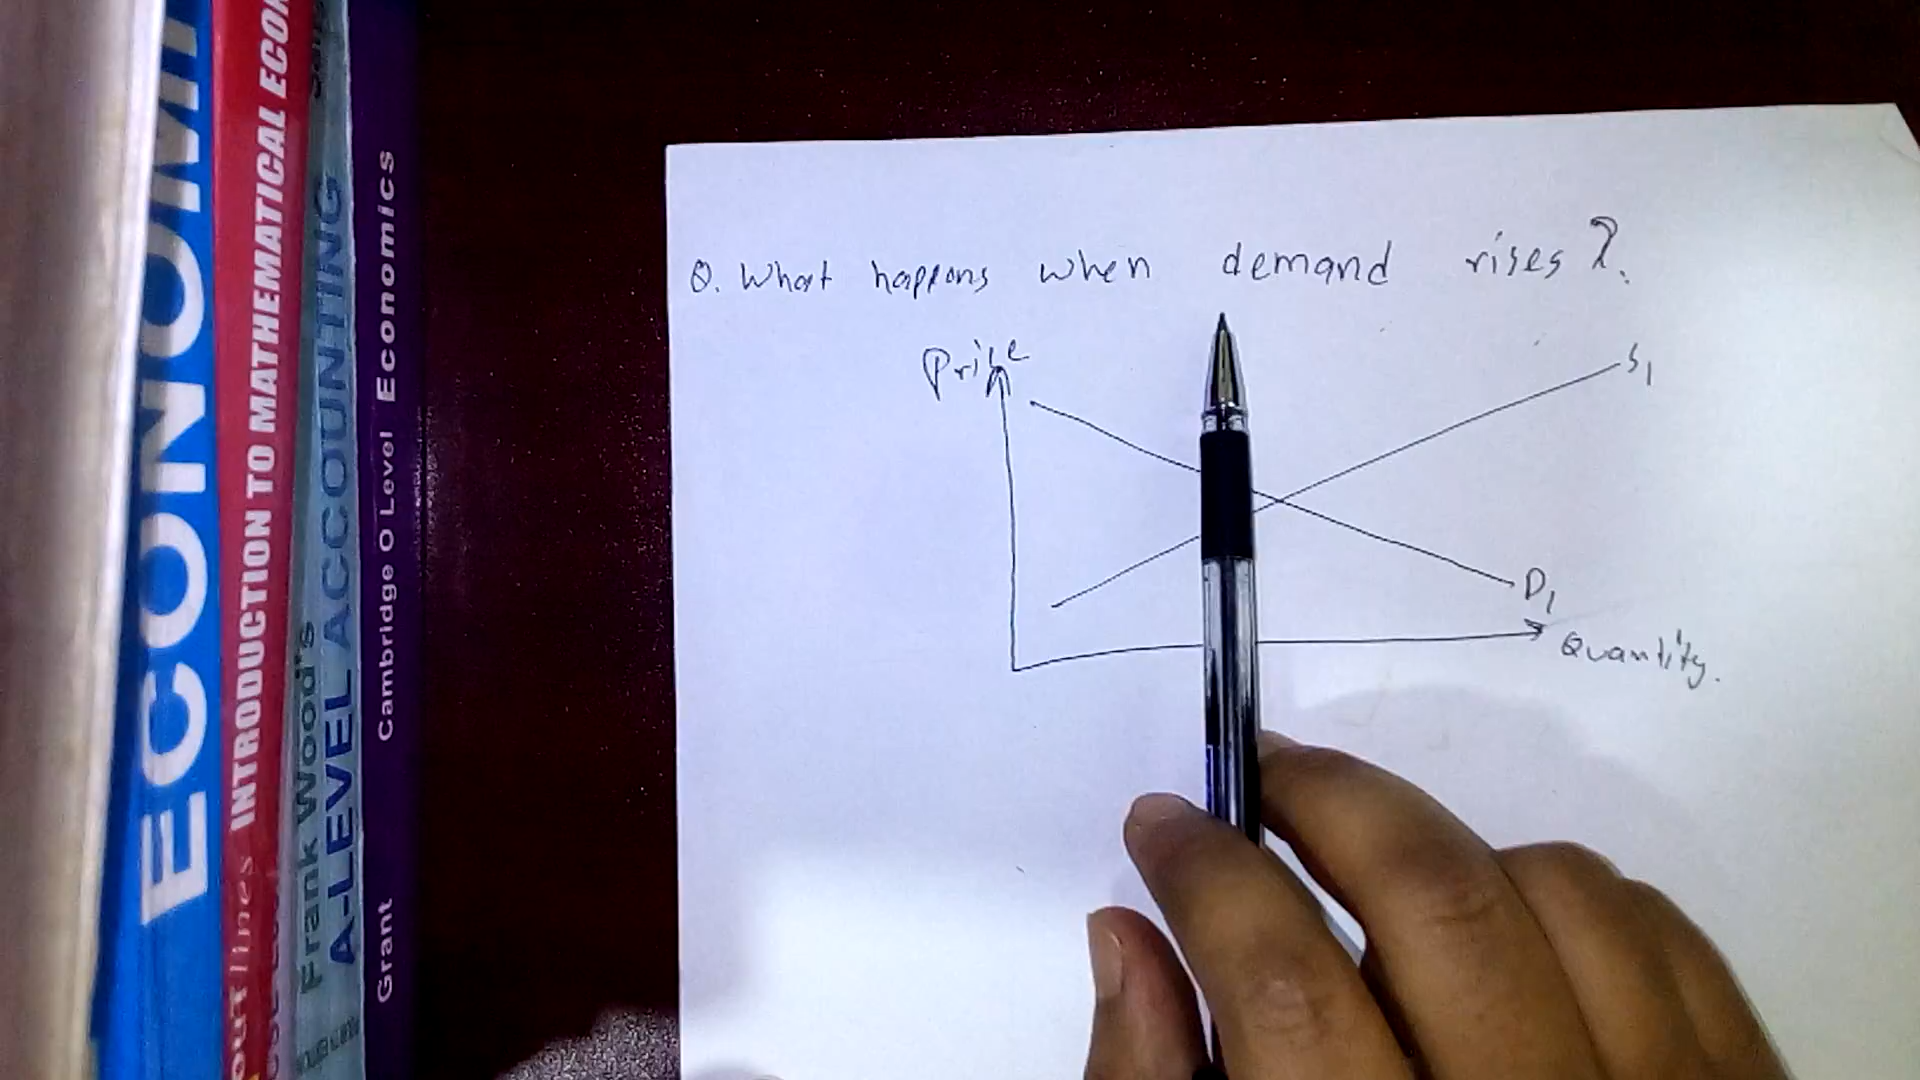 ECONOMI
INTRODUCTION TO MATHEMATICAL ECON
Frank Wood's
A-LEVEL ACCOUNTING
Grant Cambridge O Level Economics
Q. What happens when demand rises?
Price
S1
D1
Quantity.